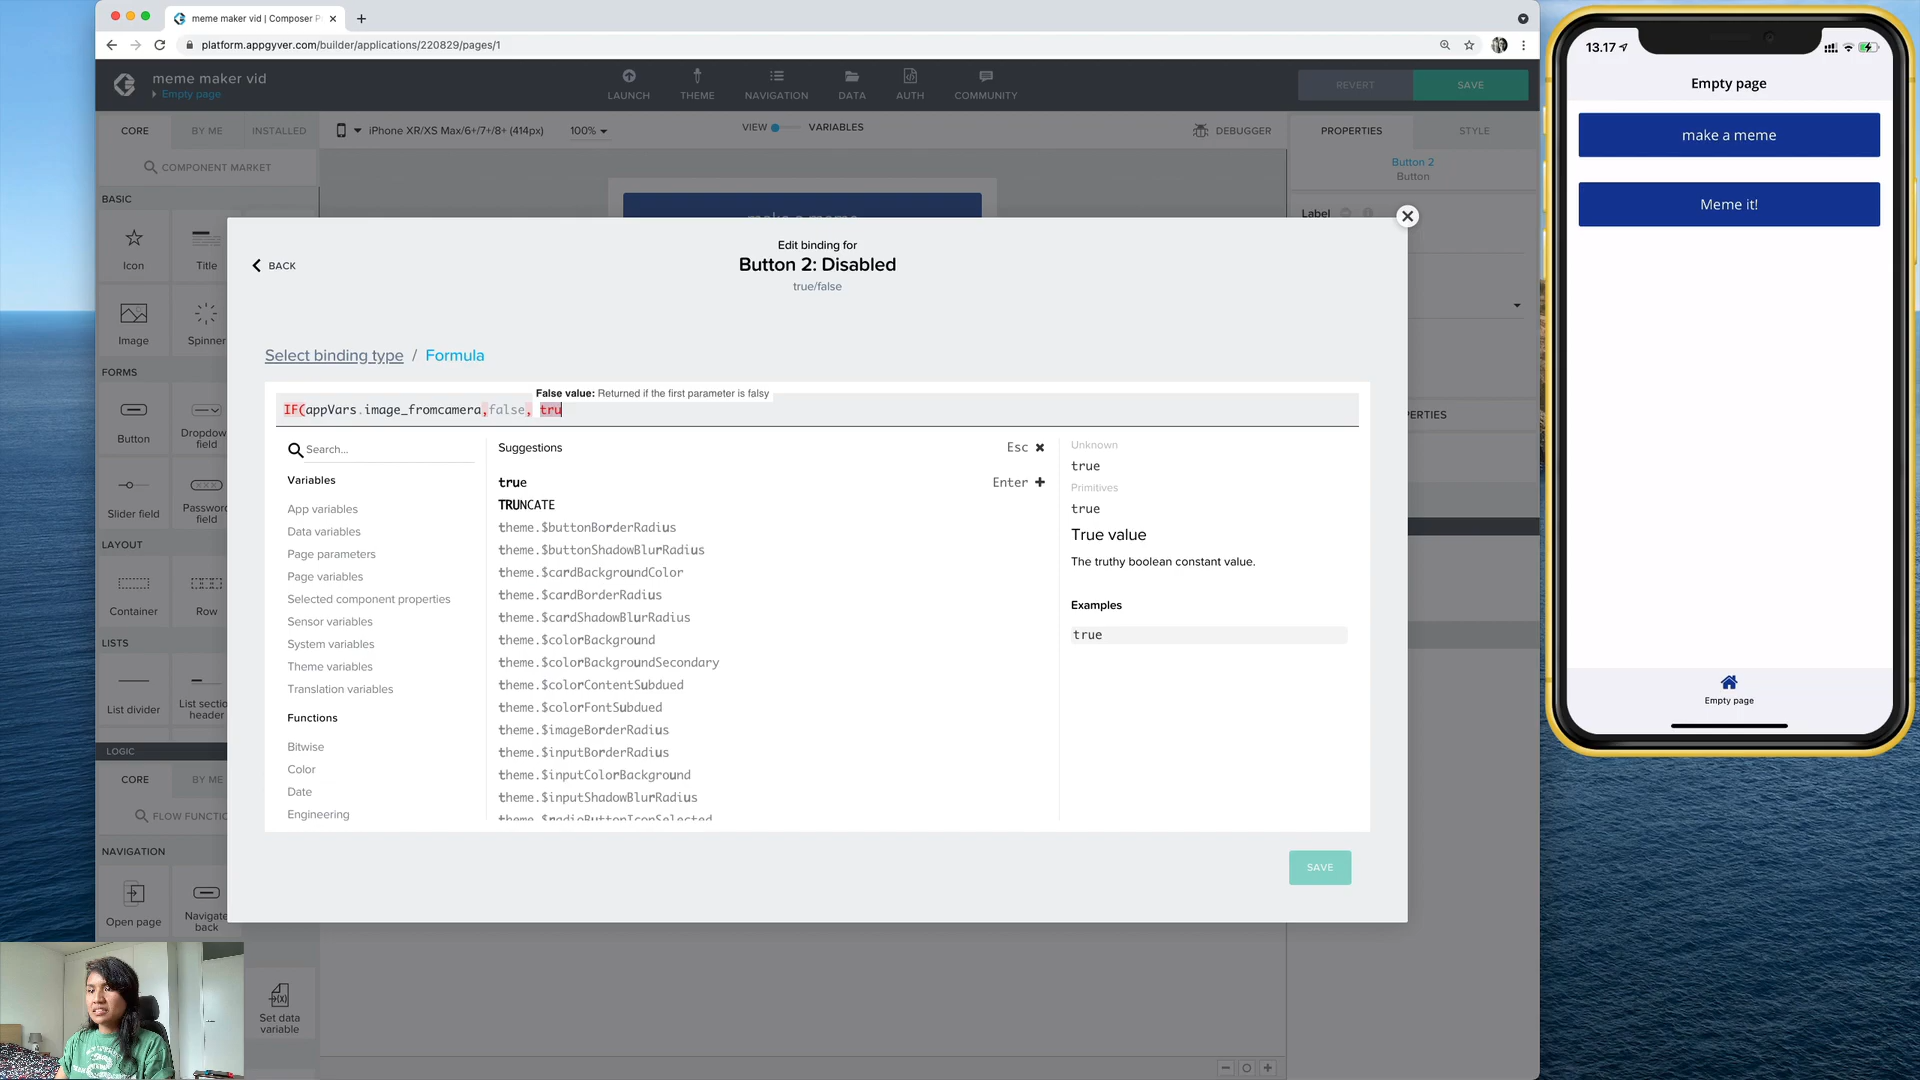 meme maker vid | Composer P
platform.appgyver.com/builder/applications/220829/pages/1
meme maker vid
Empty page
LAUNCH
THEME
NAVIGATION
DATA
AUTH
COMMUNITY
REVERT
SAVE
CORE
BY ME
INSTALLED
iPhone XR/XS Max/6+/7+/8+ (414px)
100%
VIEW
VARIABLES
DEBUGGER
PROPERTIES
STYLE
COMPONENT MARKET
Button 2
Button
BASIC
Label
Icon
Title
Image
Spinner
FORMS
Button
Dropdown field
Slider field
Password field
LAYOUT
Container
Row
LISTS
List divider
List section header
LOGIC
CORE
BY ME
FLOW FUNCTIO
NAVIGATION
Open page
Navigate back
Set data variable
Edit binding for
Button 2: Disabled
true/false
BACK
Select binding type / Formula
False value: Returned if the first parameter is falsy
IF(appVars.image_fromcamera,false, tru
Search...
Variables
App variables
Data variables
Page parameters
Page variables
Selected component properties
Sensor variables
System variables
Theme variables
Translation variables
Functions
Bitwise
Color
Date
Engineering
Suggestions
Esc
true
Enter
TRUNCATE
theme.$buttonBorderRadius
theme.$buttonShadowBlurRadius
theme.$cardBackgroundColor
theme.$cardBorderRadius
theme.$cardShadowBlurRadius
theme.$colorBackground
theme.$colorBackgroundSecondary
theme.$colorContentSubdued
theme.$colorFontSubdued
theme.$imageBorderRadius
theme.$inputBorderRadius
theme.$inputColorBackground
theme.$inputShadowBlurRadius
theme.$radioButtonIconSelected
Unknown
true
Primitives
true
True value
The truthy boolean constant value.
Examples
true
SAVE
PERTIES
13.17
Empty page
make a meme
Meme it!
Empty page